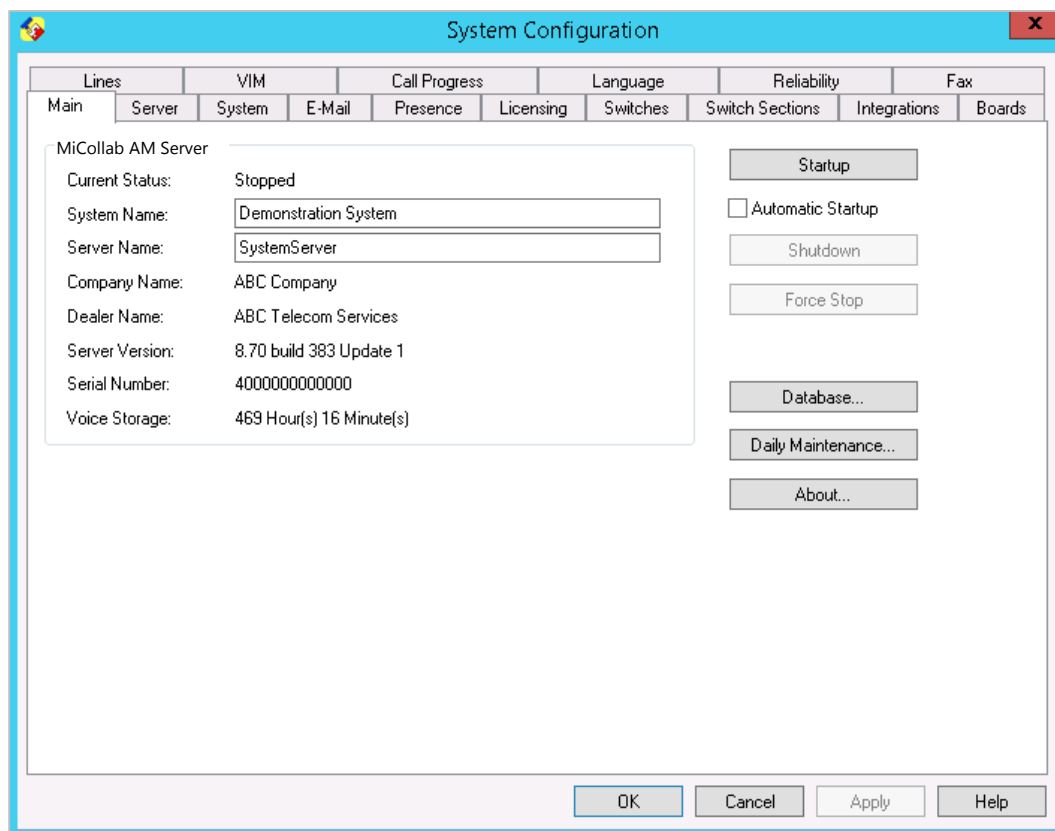 System Configuration
x
Lines VIM Call Progress Language Reliability Fax
Main Server System E-Mail Presence Licensing Switches Switch Sections Integrations Boards
MiCollab AM Server
Current Status: Stopped
System Name: Demonstration System
Server Name: SystemServer
Company Name: ABC Company
Dealer Name: ABC Telecom Services
Server Version: 8.70 build 383 Update 1
Serial Number: 4000000000000
Voice Storage: 469 Hour(s) 16 Minute(s)
Startup
Automatic Startup
Shutdown
Force Stop
Database...
Daily Maintenance...
About...
OK Cancel Apply Help